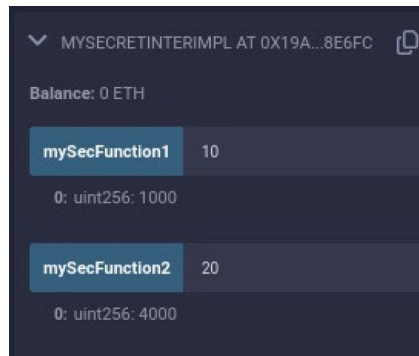 MYSECRETINTERIMPL AT 0X19A...8E6FC
Balance: 0 ETH
mySecFunction1 10
0: uint256: 1000
mySecFunction2 20
0: uint256: 4000